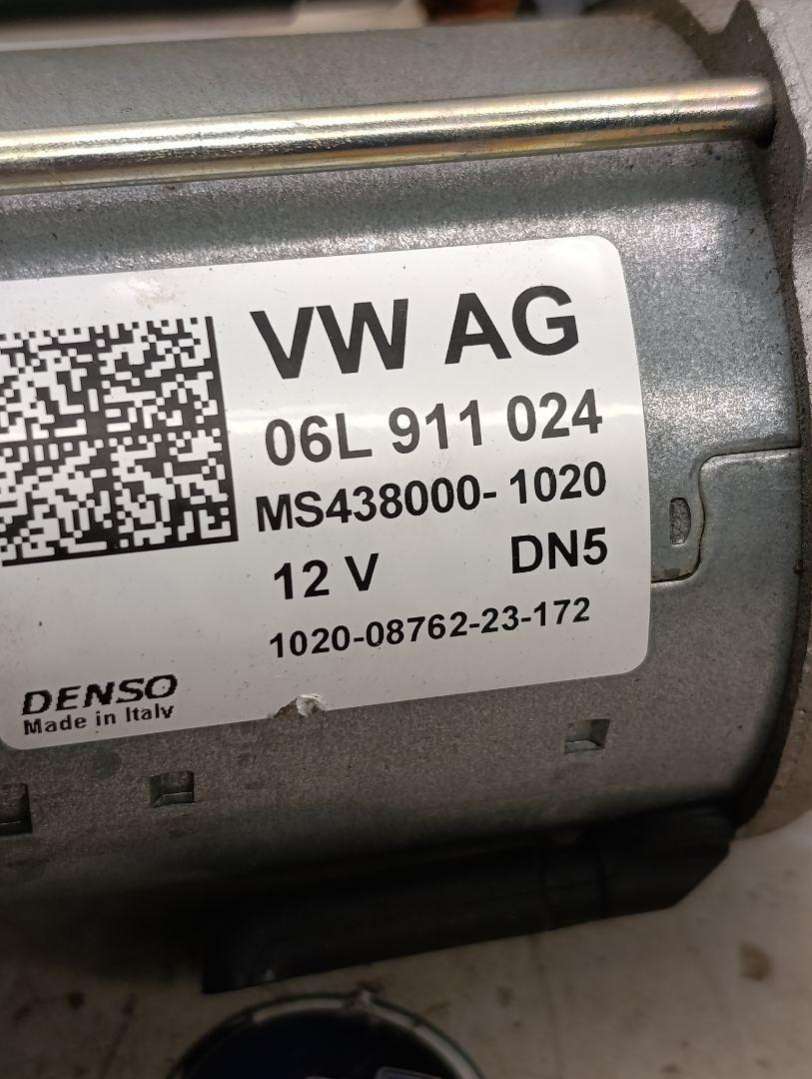 VW AG
06L 911 024
MS438000- 1020
12 V DN5
1020-08762-23-172
DENSO
Made in Italy